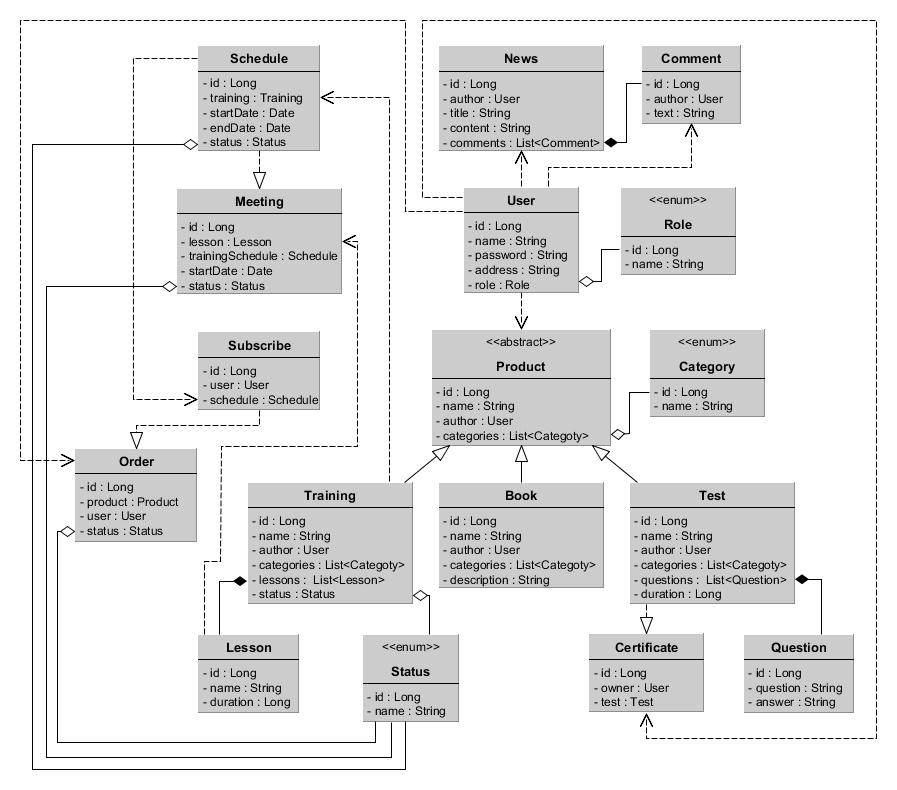 Schedule
- id : Long
- training : Training
- startDate : Date
- endDate : Date
- status : Status
News
- id : Long
- author : User
- title : String
- content : String
- comments : List<Comment>
Comment
- id : Long
- author : User
- text : String
Meeting
- id : Long
- lesson : Lesson
- trainingSchedule : Schedule
- startDate : Date
- status : Status
User
- id : Long
- name : String
- password : String
- address : String
- role : Role
<<enum>>
Role
- id : Long
- name : String
Subscribe
- id : Long
- user : User
- schedule : Schedule
<<abstract>>
Product
- id : Long
- name : String
- author : User
- categories : List<Categoty>
<<enum>>
Category
- id : Long
- name : String
Order
- id : Long
- product : Product
- user : User
- status : Status
Training
- id : Long
- name : String
- author : User
- categories : List<Categoty>
- lessons : List<Lesson>
- status : Status
Book
- id : Long
- name : String
- author : User
- categories : List<Categoty>
- description : String
Test
- id : Long
- name : String
- author : User
- categories : List<Categoty>
- questions : List<Question>
- duration : Long
Lesson
- id : Long
- name : String
- duration : Long
<<enum>>
Status
- id : Long
- name : String
Certificate
- id : Long
- owner : User
- test : Test
Question
- id : Long
- question : String
- answer : String